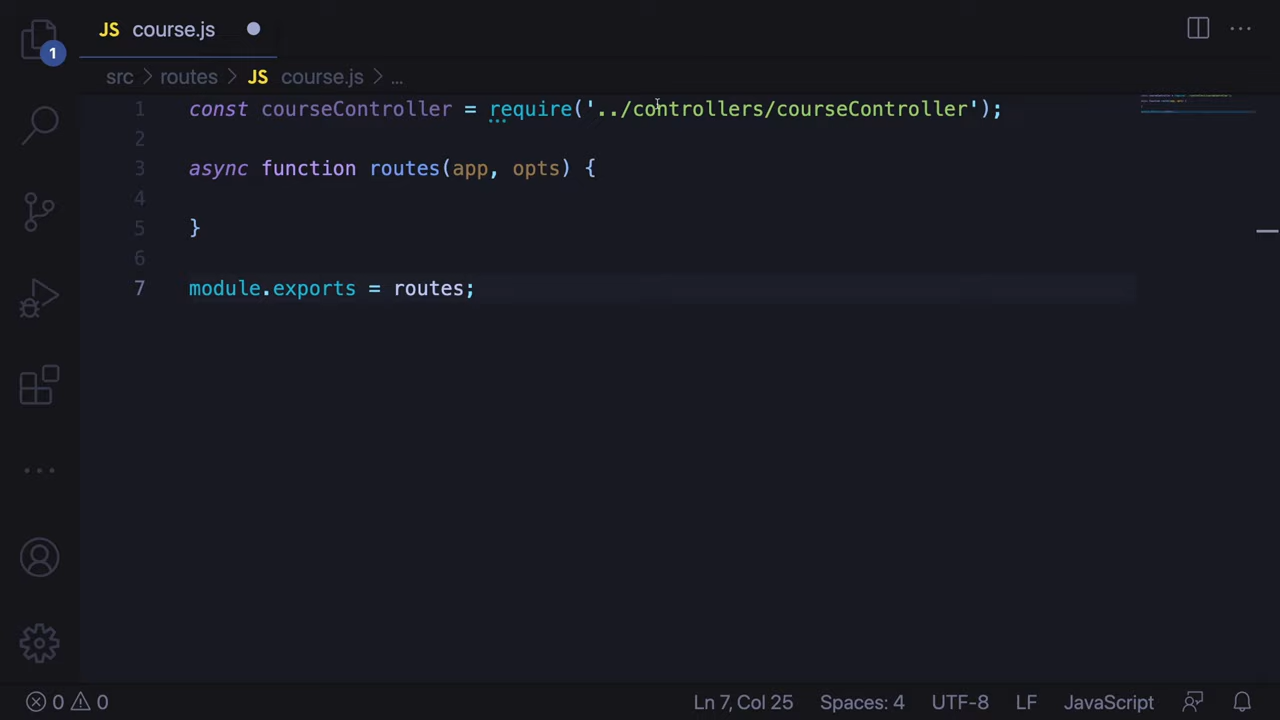 JS course.js
1
src > routes > JS course.js > ...
1 const courseController = require('../controllers/courseController');
2
3 async function routes(app, opts) {
4
5 }
6
7 module.exports = routes;
0 0 Ln 7, Col 25 Spaces: 4 UTF-8 LF JavaScript